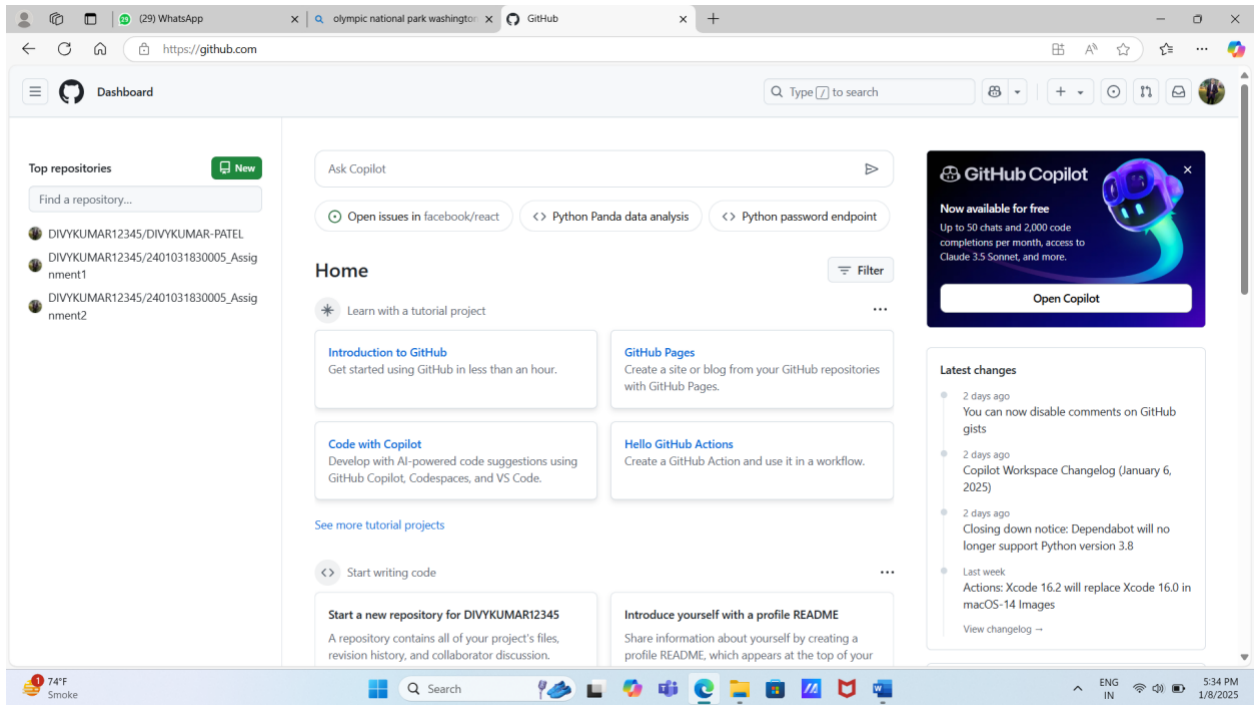 (29) WhatsApp
olympic national park washington
GitHub
https://github.com
Dashboard
Type / to search
Top repositories
New
Find a repository...
DIVYKUMAR12345/DIVYKUMAR-PATEL
DIVYKUMAR12345/2401031830005_Assig
nment1
DIVYKUMAR12345/2401031830005_Assig
nment2
Ask Copilot
Open issues in facebook/react
Python Panda data analysis
Python password endpoint
Home
Filter
Learn with a tutorial project
Introduction to GitHub
Get started using GitHub in less than an hour.
GitHub Pages
Create a site or blog from your GitHub repositories
with GitHub Pages.
Code with Copilot
Develop with AI-powered code suggestions using
GitHub Copilot, Codespaces, and VS Code.
Hello GitHub Actions
Create a GitHub Action and use it in a workflow.
See more tutorial projects
Start writing code
Start a new repository for DIVYKUMAR12345
A repository contains all of your project's files,
revision history, and collaborator discussion.
Introduce yourself with a profile README
Share information about yourself by creating a
profile README, which appears at the top of your
GitHub Copilot
Now available for free
Up to 50 chats and 2,000 code
completions per month, access to
Claude 3.5 Sonnet, and more.
Open Copilot
Latest changes
2 days ago
You can now disable comments on GitHub
gists
2 days ago
Copilot Workspace Changelog (January 6,
2025)
2 days ago
Closing down notice: Dependabot will no
longer support Python version 3.8
Last week
Actions: Xcode 16.2 will replace Xcode 16.0 in
macOS-14 Images
View changelog →
1
74°F
Smoke
Search
ENG
IN
5:34 PM
1/8/2025